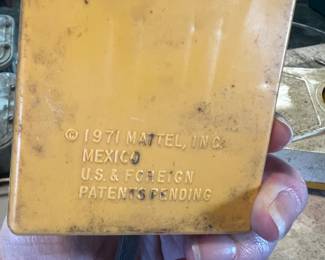 © 1971 MATTEL, INC.
MEXICO
U.S. & FOREIGN
PATENTS PENDING